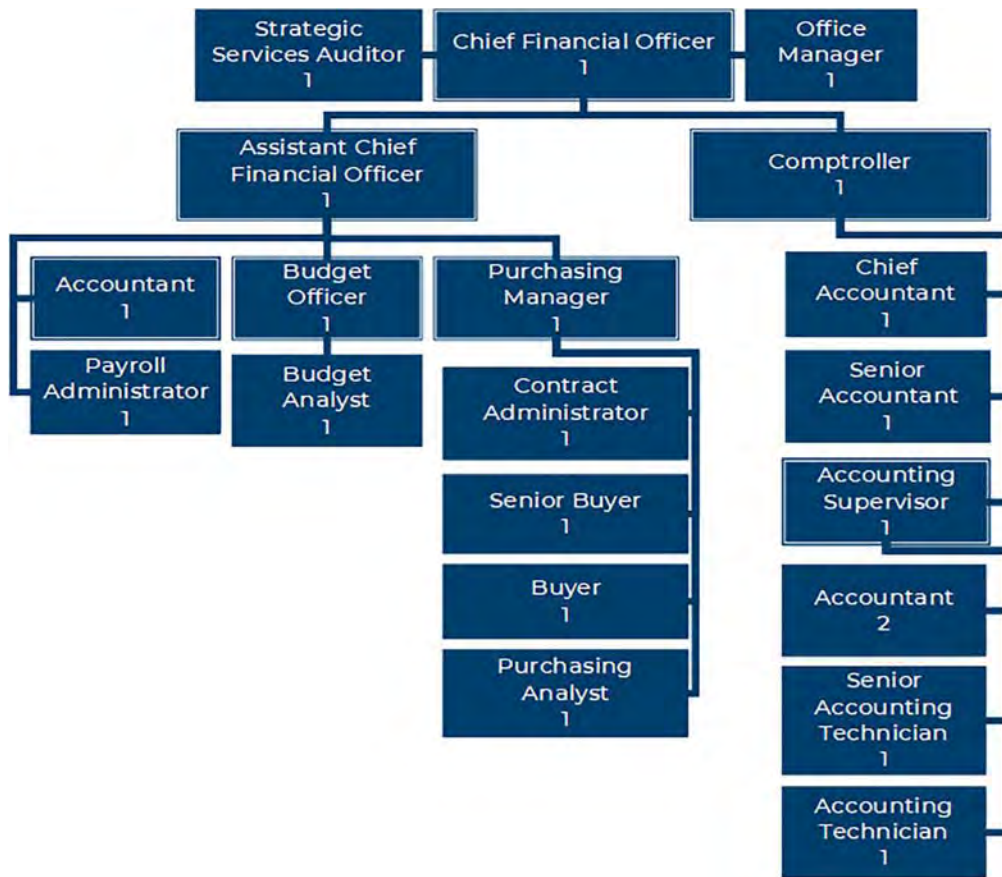 Strategic
Services Auditor
1
Chief Financial Officer
1
Office
Manager
1
Assistant Chief
Financial Officer
1
Comptroller
1
Accountant
1
Budget
Officer
1
Purchasing
Manager
1
Payroll
Administrator
1
Budget
Analyst
1
Contract
Administrator
1
Senior Buyer
1
Buyer
1
Purchasing
Analyst
1
Chief
Accountant
1
Senior
Accountant
1
Accounting
Supervisor
1
Accountant
2
Senior
Accounting
Technician
1
Accounting
Technician
1